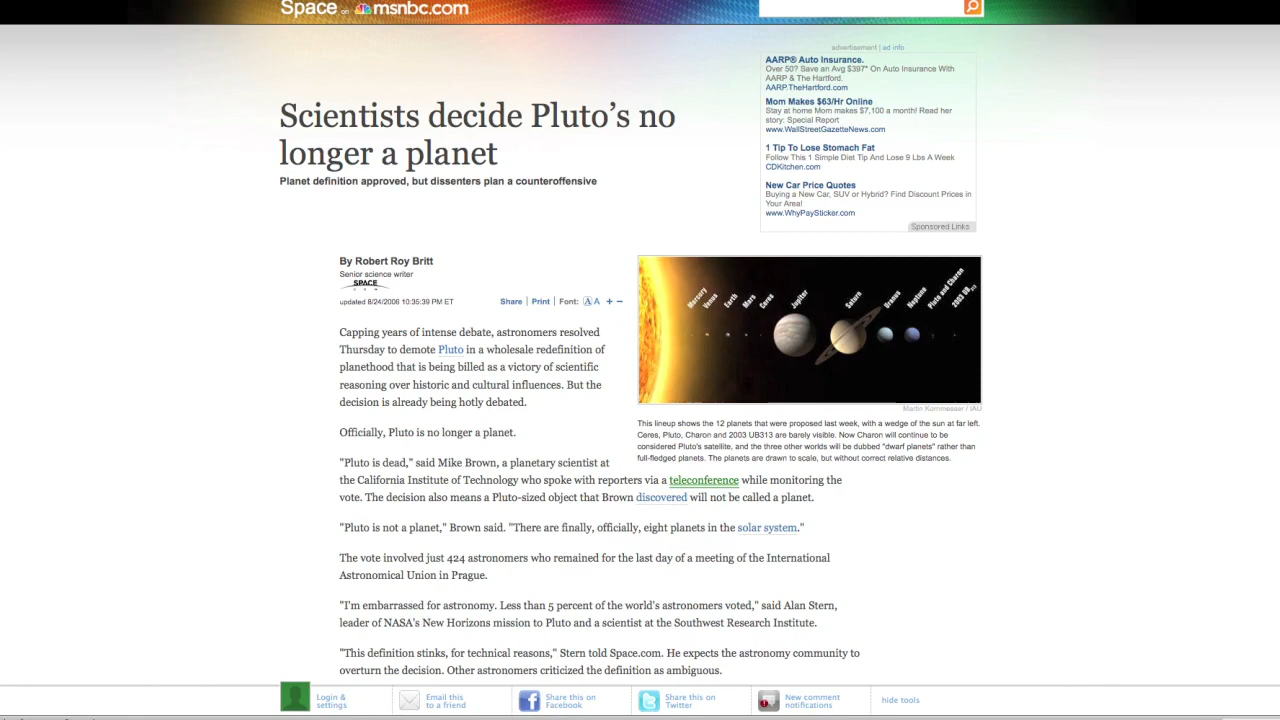 Space on msnbc.com
advertisement | ad info
AARP® Auto Insurance.
Over 50? Save an Avg $397* On Auto Insurance With
AARP & The Hartford.
AARP.TheHartford.com
Mom Makes $63/Hr Online
Stay at home Mom makes $7,100 a month! Read her
story: Special Report
www.WallStreetGazetteNews.com
1 Tip To Lose Stomach Fat
Follow This 1 Simple Diet Tip And Lose 9 Lbs A Week
CDKitchen.com
New Car Price Quotes
Buying a New Car, SUV or Hybrid? Find Discount Prices in
Your Area!
www.WhyPaySticker.com
Sponsored Links
Scientists decide Pluto's no
longer a planet
Planet definition approved, but dissenters plan a counteroffensive
By Robert Roy Britt
Senior science writer
SPACE
updated 8/24/2006 10:35:39 PM ET
Share | Print | Font: A A + −
Mercury Venus Earth Mars Ceres Jupiter Saturn Uranus Neptune Pluto and Charon 2003 UB313
Martin Kornmesser / IAU
This lineup shows the 12 planets that were proposed last week, with a wedge of the sun at far left.
Ceres, Pluto, Charon and 2003 UB313 are barely visible. Now Charon will continue to be
considered Pluto's satellite, and the three other worlds will be dubbed "dwarf planets" rather than
full-fledged planets. The planets are drawn to scale, but without correct relative distances.
Capping years of intense debate, astronomers resolved
Thursday to demote Pluto in a wholesale redefinition of
planethood that is being billed as a victory of scientific
reasoning over historic and cultural influences. But the
decision is already being hotly debated.
Officially, Pluto is no longer a planet.
"Pluto is dead," said Mike Brown, a planetary scientist at
the California Institute of Technology who spoke with reporters via a teleconference while monitoring the
vote. The decision also means a Pluto-sized object that Brown discovered will not be called a planet.
"Pluto is not a planet," Brown said. "There are finally, officially, eight planets in the solar system."
The vote involved just 424 astronomers who remained for the last day of a meeting of the International
Astronomical Union in Prague.
"I'm embarrassed for astronomy. Less than 5 percent of the world's astronomers voted," said Alan Stern,
leader of NASA's New Horizons mission to Pluto and a scientist at the Southwest Research Institute.
"This definition stinks, for technical reasons," Stern told Space.com. He expects the astronomy community to
overturn the decision. Other astronomers criticized the definition as ambiguous.
Login &
settings
Email this
to a friend
Share this on
Facebook
Share this on
Twitter
New comment
notifications
hide tools